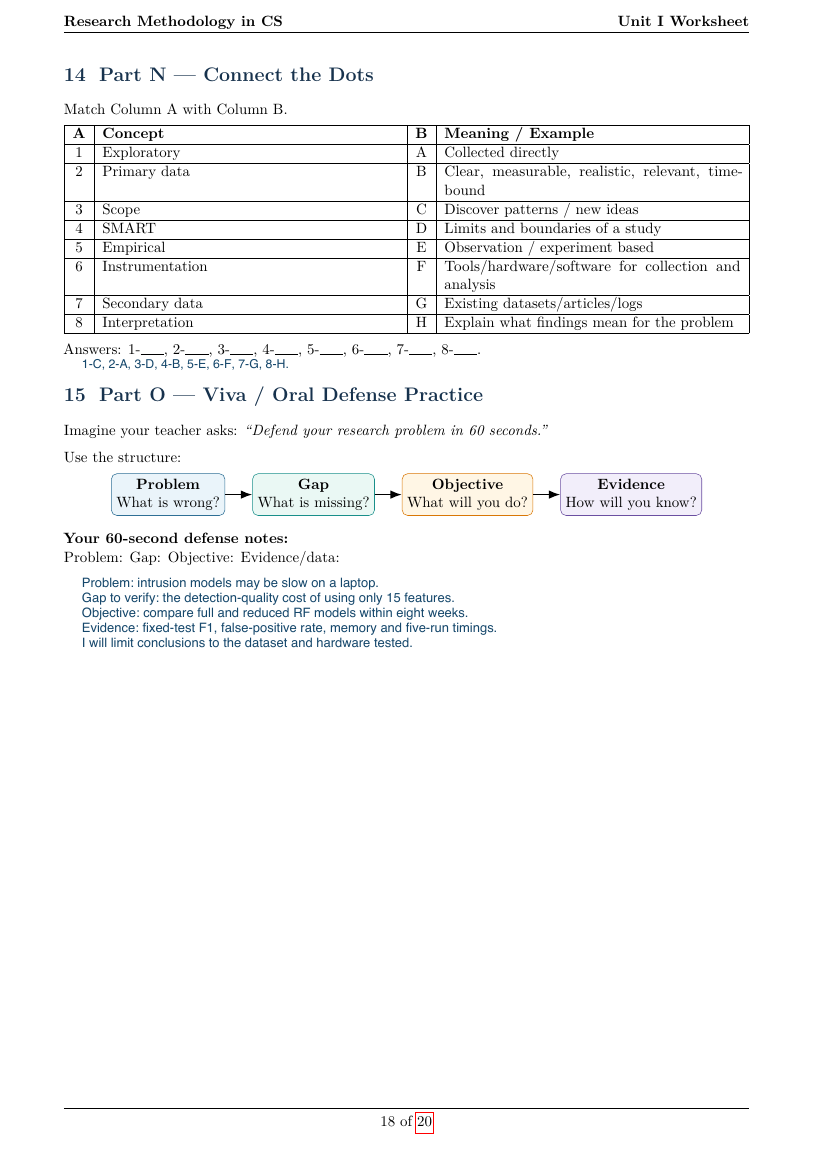 Research Methodology in CS Unit I Worksheet
14 Part N — Connect the Dots
Match Column A with Column B.
A Concept B Meaning / Example
1 Exploratory A Collected directly
2 Primary data B Clear, measurable, realistic, relevant, time-
bound
3 Scope C Discover patterns / new ideas
4 SMART D Limits and boundaries of a study
5 Empirical E Observation / experiment based
6 Instrumentation F Tools/hardware/software for collection and
analysis
7 Secondary data G Existing datasets/articles/logs
8 Interpretation H Explain what findings mean for the problem
Answers: 1-___, 2-___, 3-___, 4-___, 5-___, 6-___, 7-___, 8-___.
1-C, 2-A, 3-D, 4-B, 5-E, 6-F, 7-G, 8-H.
15 Part O — Viva / Oral Defense Practice
Imagine your teacher asks: “Defend your research problem in 60 seconds.”
Use the structure:
Problem Gap Objective Evidence
What is wrong? What is missing? What will you do? How will you know?
Your 60-second defense notes:
Problem: Gap: Objective: Evidence/data:
Problem: intrusion models may be slow on a laptop.
Gap to verify: the detection-quality cost of using only 15 features.
Objective: compare full and reduced RF models within eight weeks.
Evidence: fixed-test F1, false-positive rate, memory and five-run timings.
I will limit conclusions to the dataset and hardware tested.
18 of 20